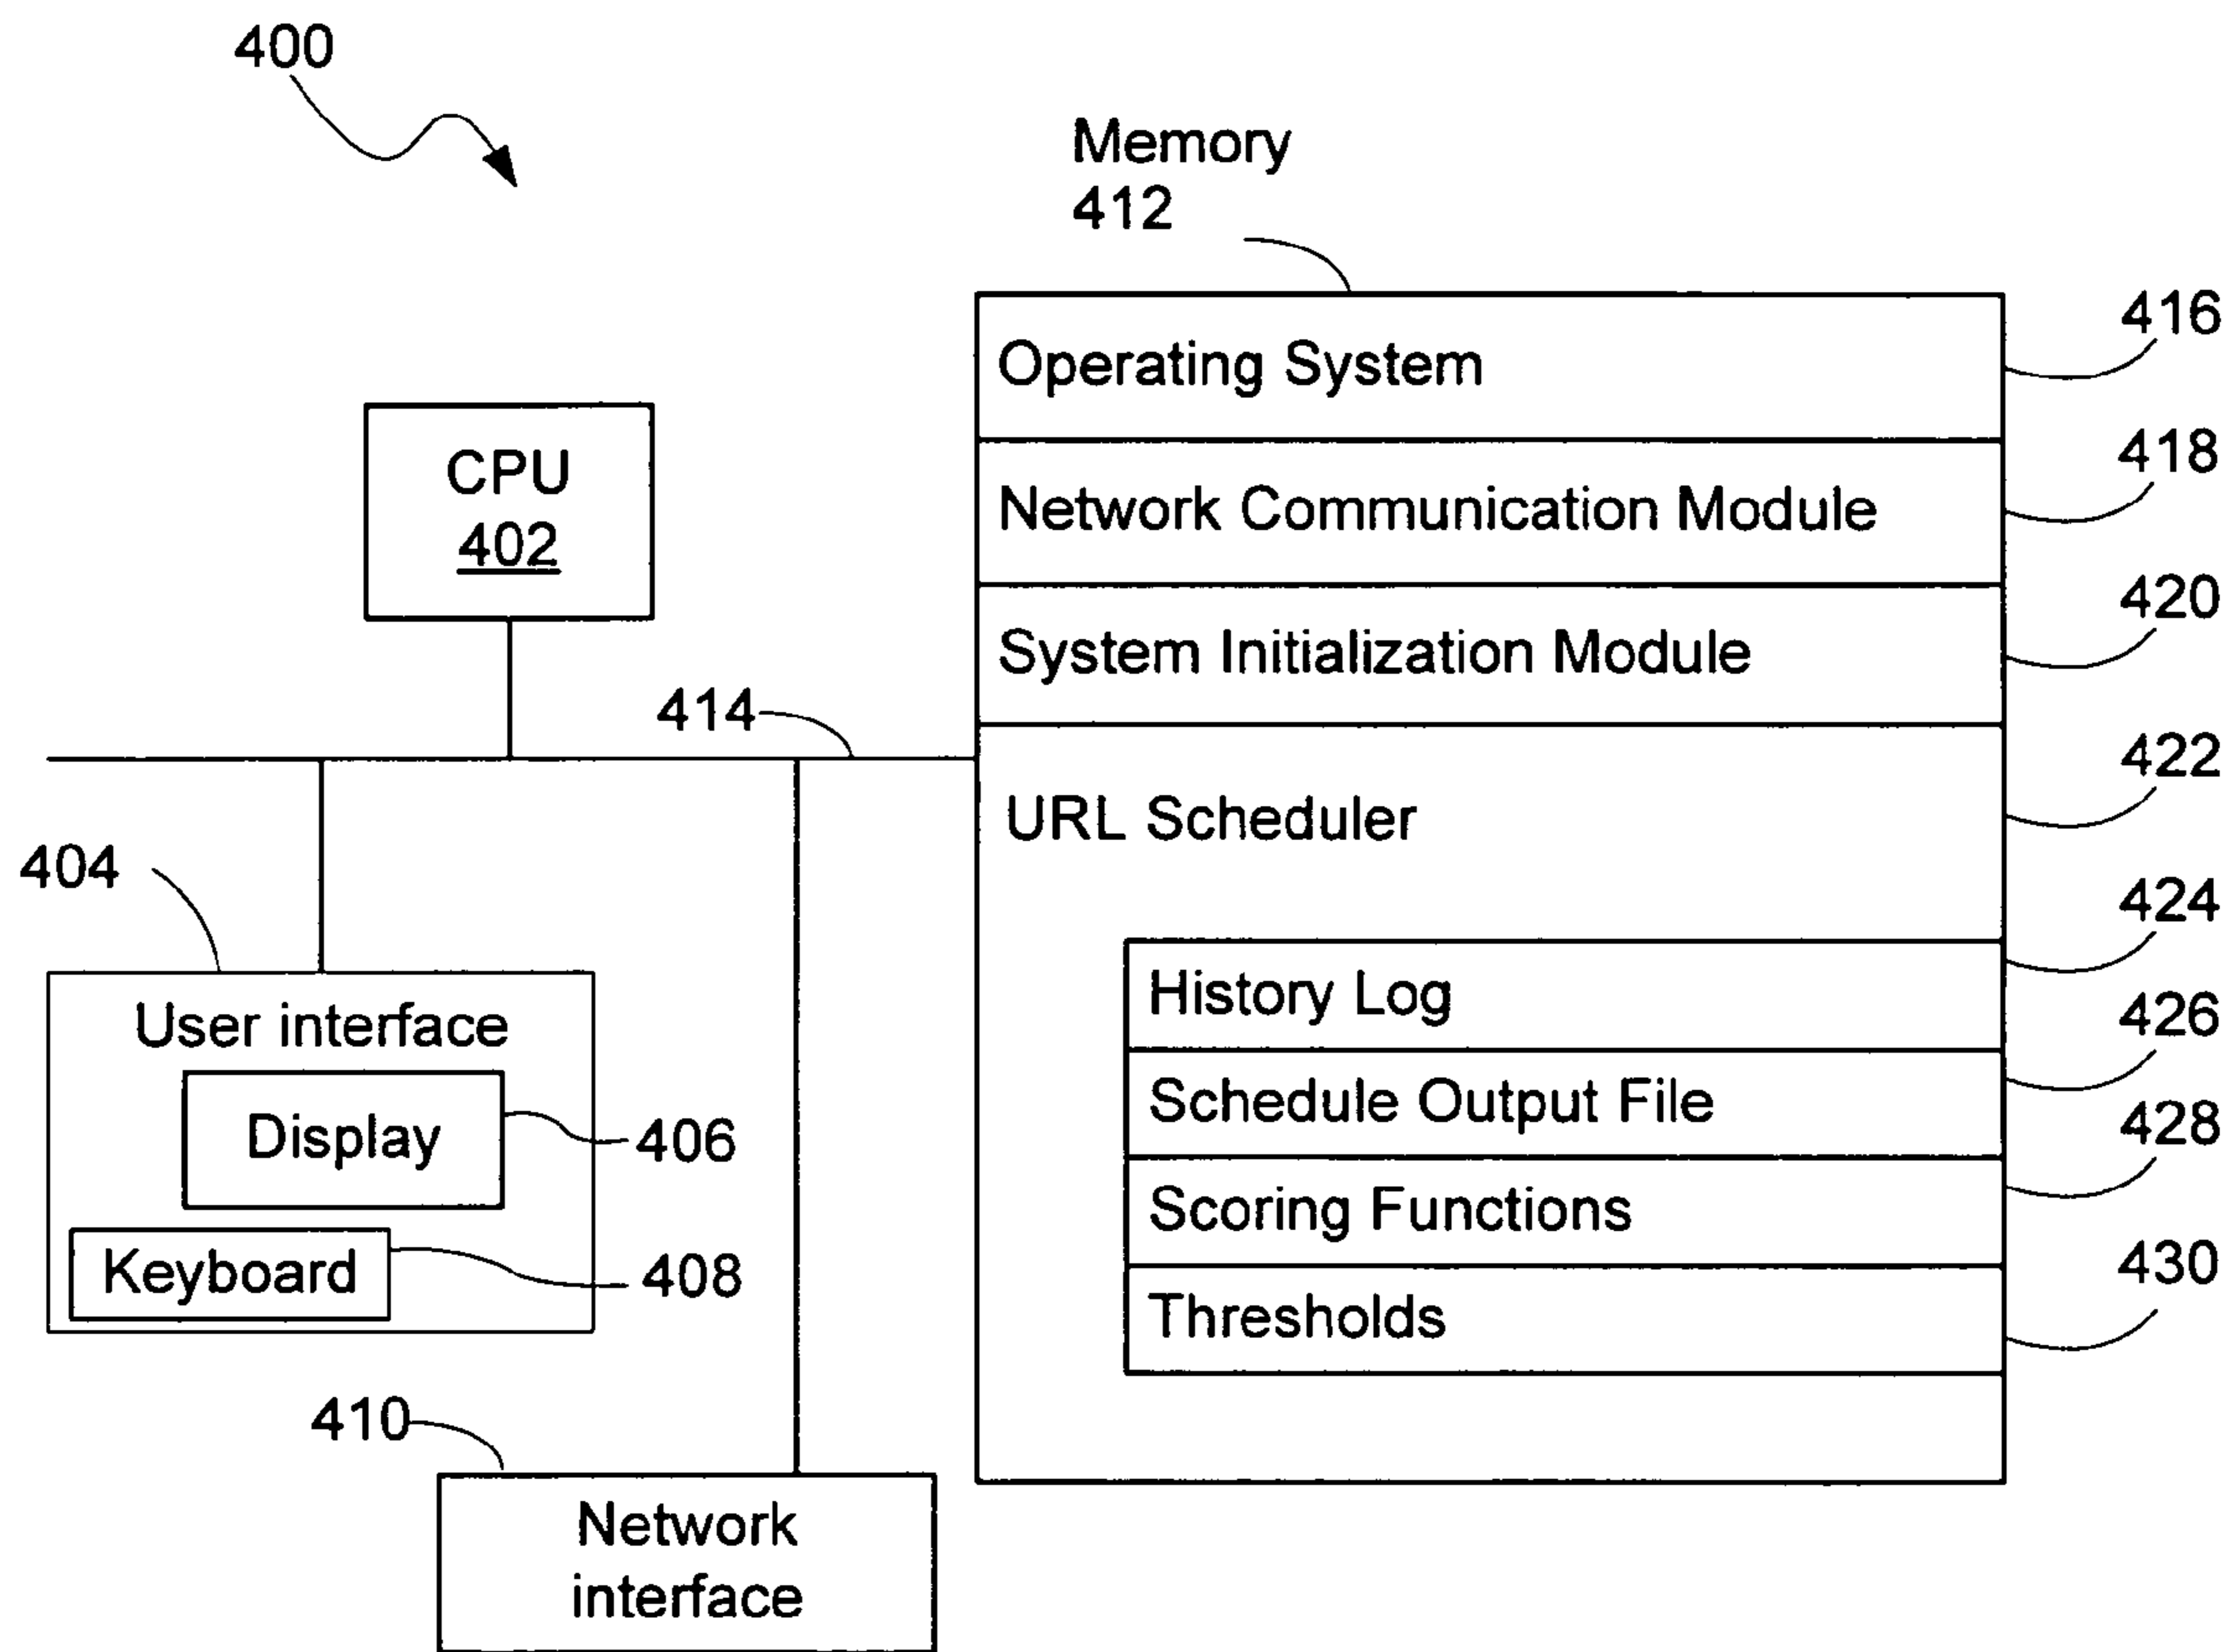 400
Memory
412
Operating System
416
Network Communication Module
418
System Initialization Module
420
URL Scheduler
422
History Log
424
Schedule Output File
426
Scoring Functions
428
Thresholds
430
CPU
402
414
404
User interface
Display
406
Keyboard
408
410
Network
interface